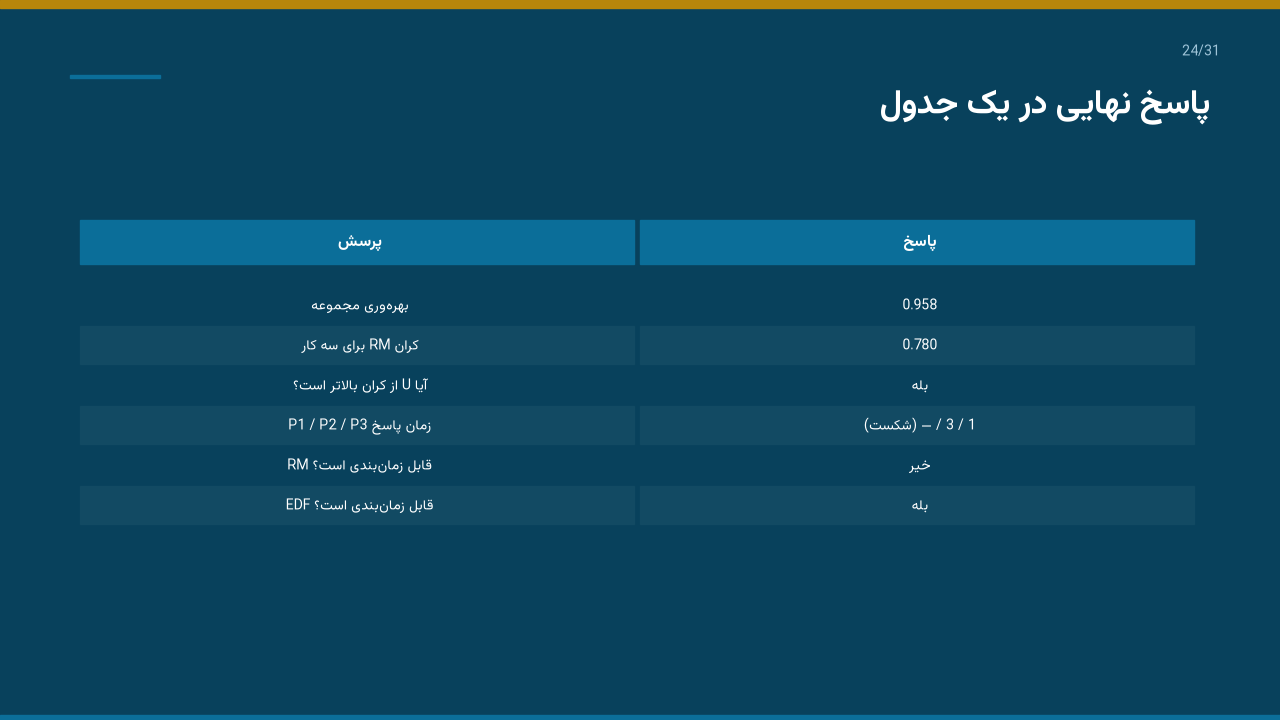 24/31
پاسخ نهایی در یک جدول
پرسش پاسخ
بهره‌وری مجموعه 0.958
کران RM برای سه کار 0.780
آیا U از کران بالاتر است؟ بله
زمان پاسخ P1 / P2 / P3 1 / 3 / — (شکست)
قابل زمان‌بندی است؟ RM خیر
قابل زمان‌بندی است؟ EDF بله